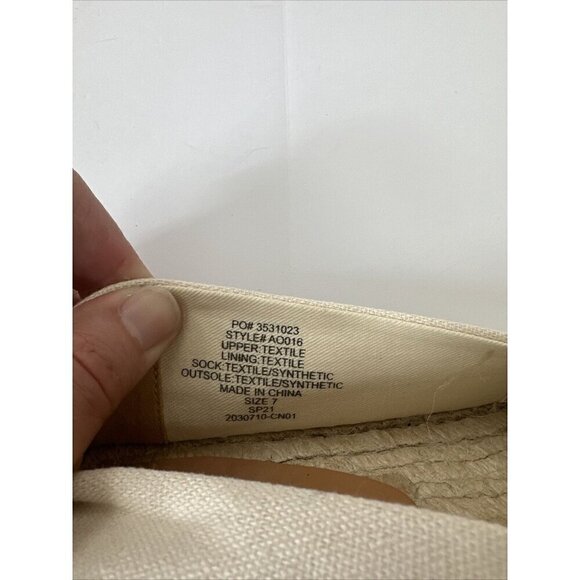 PO# 3531023
STYLE# AO016
UPPER:TEXTILE
LINING:TEXTILE
SOCK:TEXTILE/SYNTHETIC
OUTSOLE:TEXTILE/SYNTHETIC
MADE IN CHINA
SIZE 7
SP21
2030710-CN01